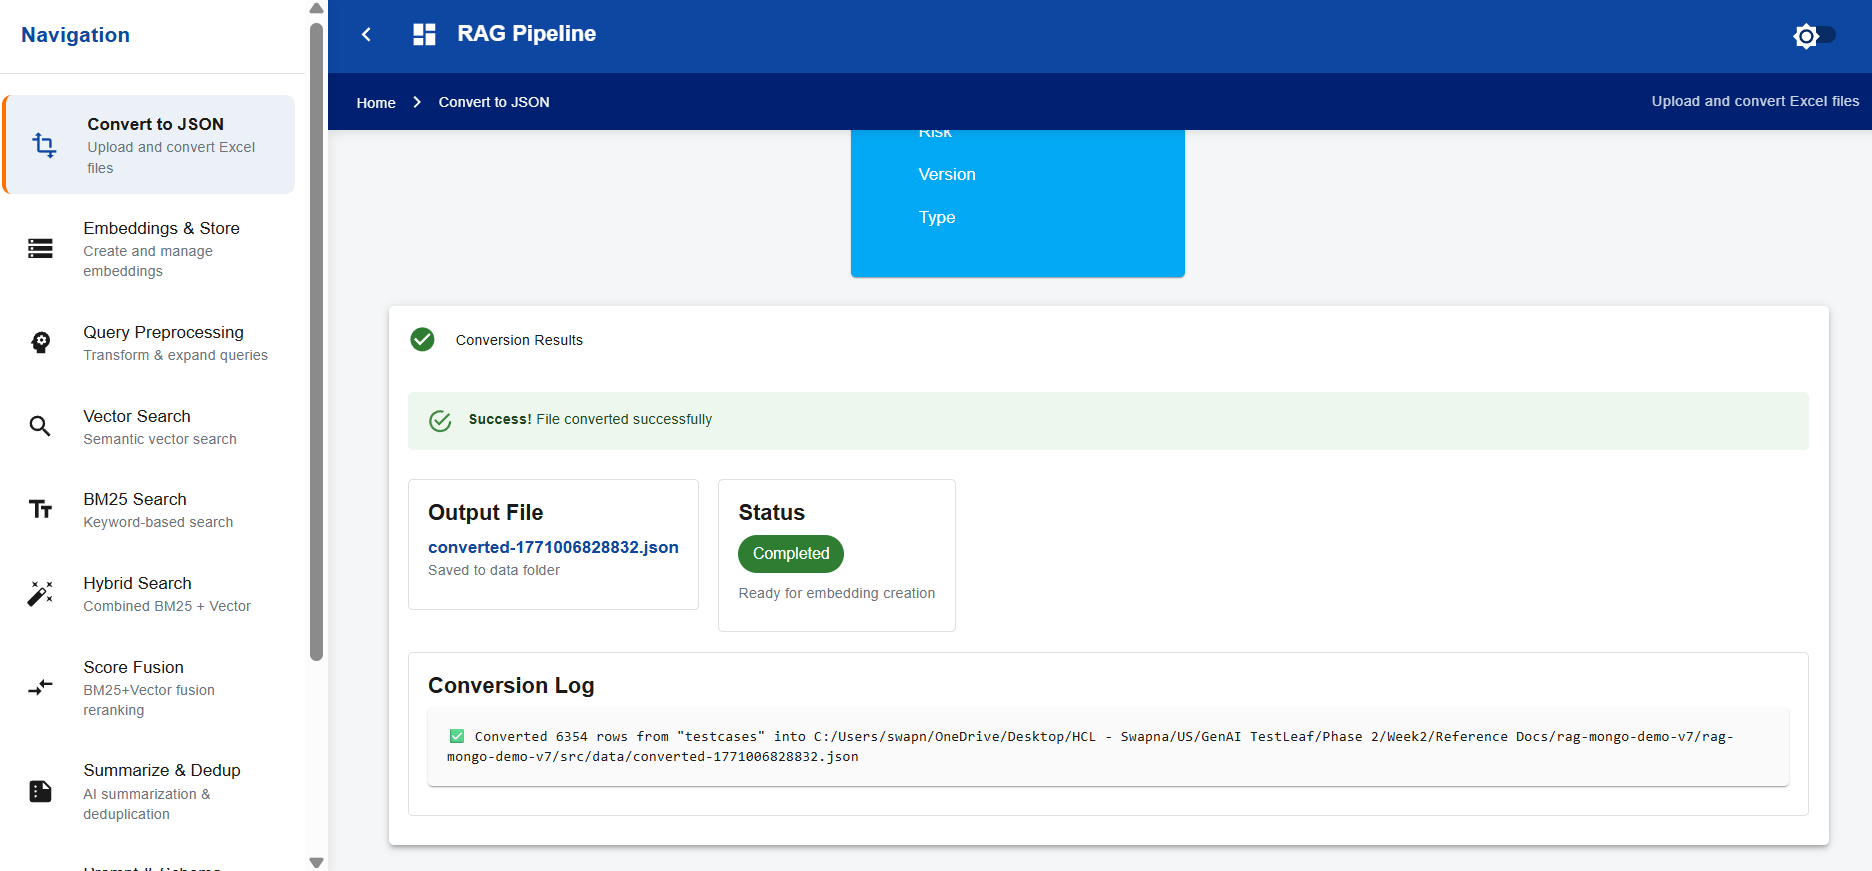 Navigation
Convert to JSON
Upload and convert Excel
files
Embeddings & Store
Create and manage
embeddings
Query Preprocessing
Transform & expand queries
Vector Search
Semantic vector search
BM25 Search
Keyword-based search
Hybrid Search
Combined BM25 + Vector
Score Fusion
BM25+Vector fusion
reranking
Summarize & Dedup
AI summarization &
deduplication
Prompt & Schema
RAG Pipeline
Home
Convert to JSON
Upload and convert Excel files
Risk
Version
Type
Conversion Results
Success! File converted successfully
Output File
converted-1771006828832.json
Saved to data folder
Status
Completed
Ready for embedding creation
Conversion Log
✅ Converted 6354 rows from "testcases" into C:/Users/swapn/OneDrive/Desktop/HCL - Swapna/US/GenAI TestLeaf/Phase 2/Week2/Reference Docs/rag-mongo-demo-v7/rag-
mongo-demo-v7/src/data/converted-1771006828832.json